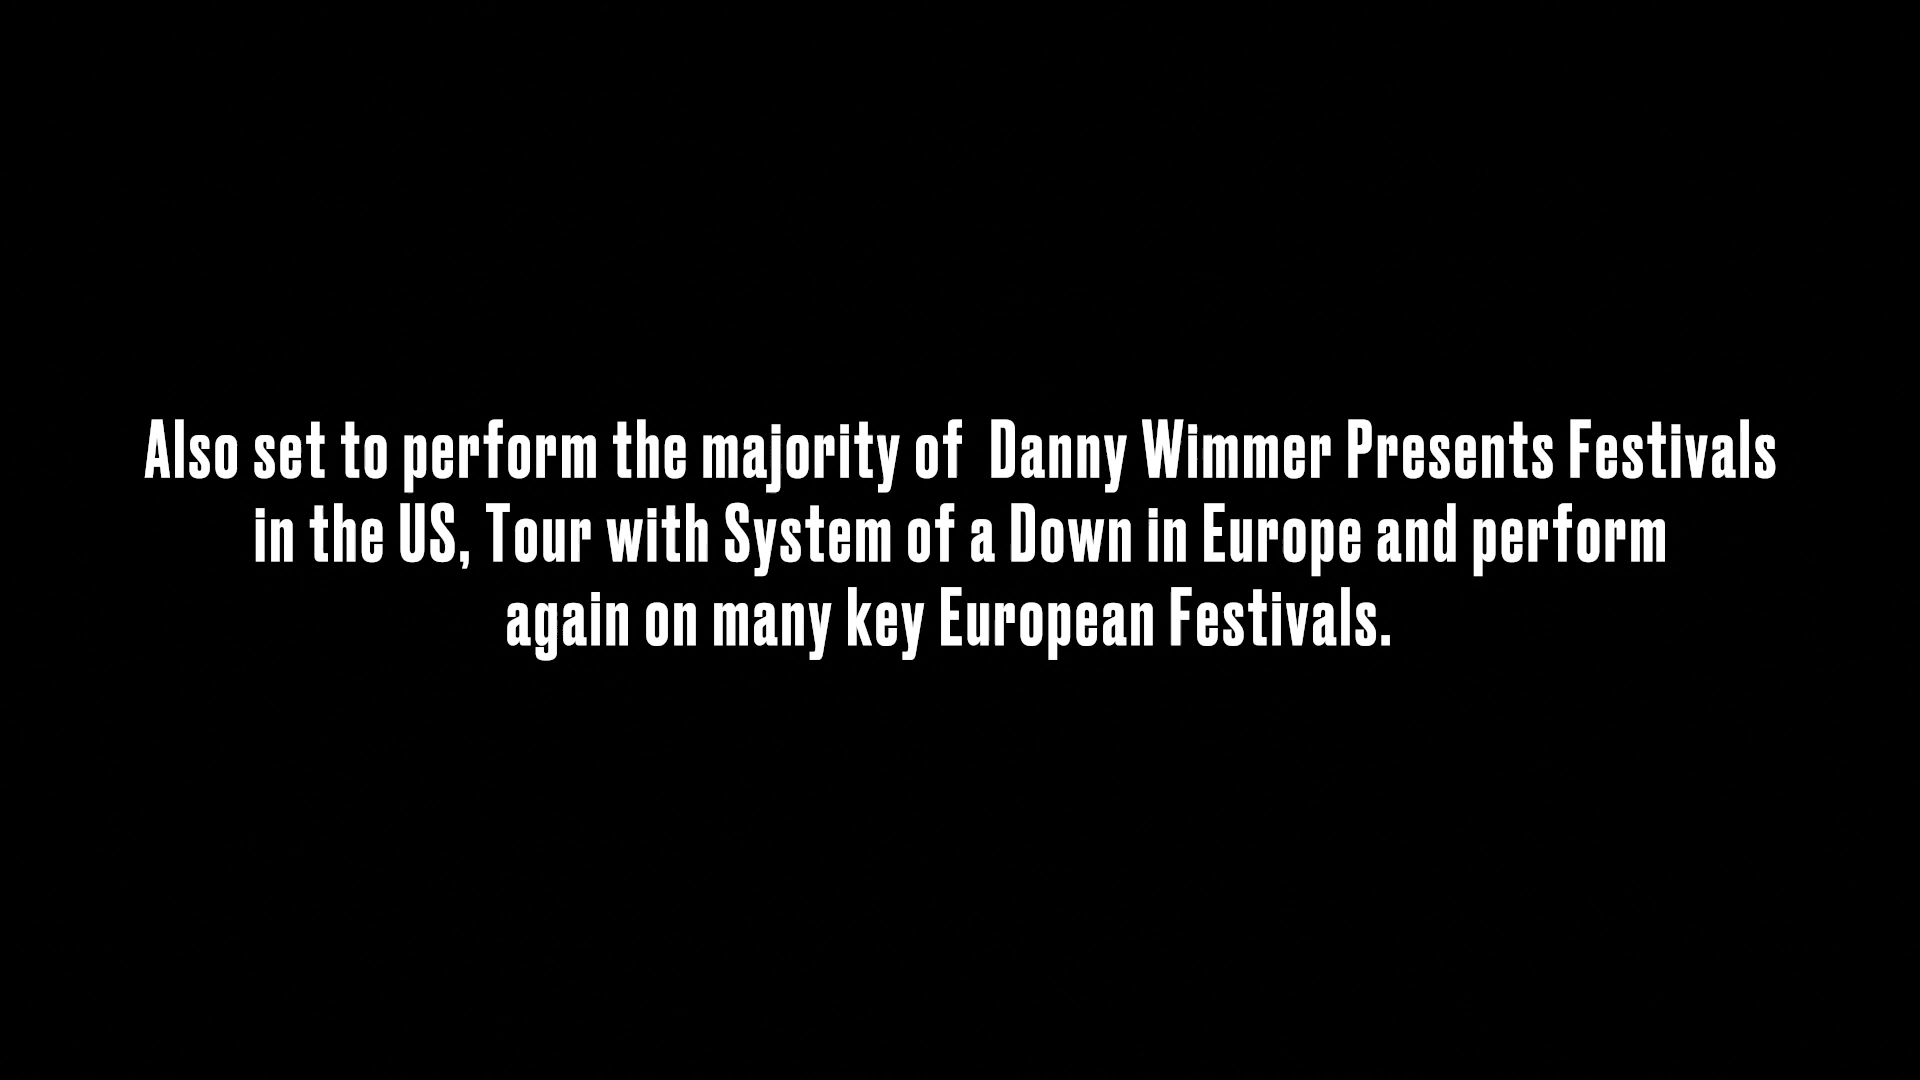 Also set to perform the majority of  Danny Wimmer Presents Festivals
in the US, Tour with System of a Down in Europe and perform
again on many key European Festivals.